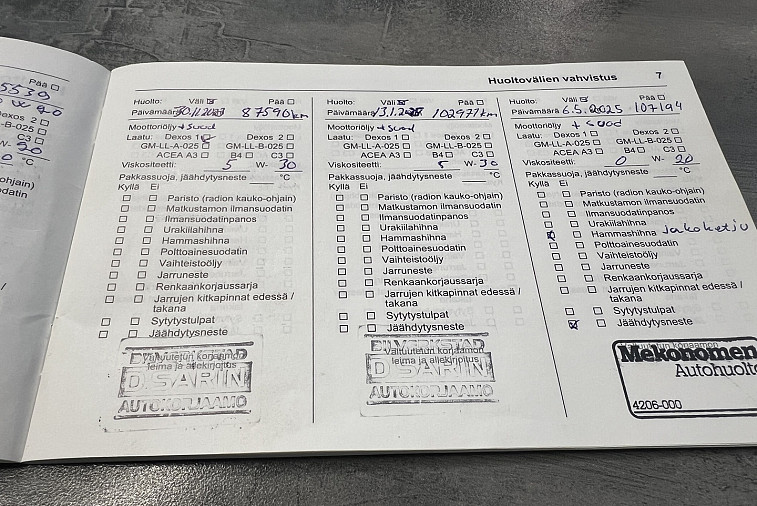 5530
Pää ☐
W 40
Dexos 2 ☐
L-B-025 ☐
C3 ☐
W- 20
°C
ohjain)
odatin
Huoltovälien vahvistus 7
Huolto: Väli ☑ Pää ☐
Päivämäärä 30.11.2023 87590km
Moottoriöljy + suod
Laatu: Dexos 1 ☑ Dexos 2 ☐
GM-LL-A-025 ☐ GM-LL-B-025 ☐
ACEA A3 ☐ B4 ☐ C3 ☐
Viskositeetti: 5 W- 30
Pakkassuoja, jäähdytysneste °C
Kyllä Ei
☐ ☐ Paristo (radion kauko-ohjain)
☐ ☐ Matkustamon ilmansuodatin
☐ ☐ Ilmansuodatinpanos
☐ ☐ Urakiilahihna
☐ ☐ Hammashihna
☐ ☐ Polttoainesuodatin
☐ ☐ Vaihteistoöljy
☐ ☐ Jarruneste
☐ ☐ Renkaankorjaussarja
☐ ☐ Jarrujen kitkapinnat edessä /
takana
☐ ☐ Sytytystulpat
☐ ☐ Jäähdytysneste
Valtuutetun korjaamon
leima ja allekirjoitus
D.SARIN
AUTOKORJAAMO
Huolto: Väli ☑ Pää ☐
Päivämäärä 102977km
Moottoriöljy + suod
Laatu: Dexos 1 ☐ Dexos 2 ☐
GM-LL-A-025 ☐ GM-LL-B-025 ☐
ACEA A3 ☐ B4 ☐ C3 ☐
Viskositeetti: 5 W- 30
Pakkassuoja, jäähdytysneste °C
Kyllä Ei
☐ ☐ Paristo (radion kauko-ohjain)
☐ ☐ Matkustamon ilmansuodatin
☐ ☐ Ilmansuodatinpanos
☐ ☐ Urakiilahihna
☐ ☐ Hammashihna
☐ ☐ Polttoainesuodatin
☐ ☐ Vaihteistoöljy
☐ ☐ Jarruneste
☐ ☐ Renkaankorjaussarja
☐ ☐ Jarrujen kitkapinnat edessä /
takana
☐ ☐ Sytytystulpat
☐ ☐ Jäähdytysneste
BILVERKSTAD
Valtuutetun korjaamon
leima ja allekirjoitus
D.SARIN
AUTOKORJAAMO
Huolto: Väli ☑ Pää ☐
Päivämäärä 6.5.2025 107194
Moottoriöljy + suod
Laatu: Dexos 1 ☐ Dexos 2 ☐
GM-LL-A-025 ☐ GM-LL-B-025 ☐
ACEA A3 ☐ B4 ☐ C3 ☐
Viskositeetti: 0 W- 20
Pakkassuoja, jäähdytysneste °C
Kyllä Ei
☐ ☐ Paristo (radion kauko-ohjain)
☐ ☐ Matkustamon ilmansuodatin
☐ ☐ Ilmansuodatinpanos
☐ ☐ Urakiilahihna
☒ ☐ Hammashihna Jakoketju
☐ ☐ Polttoainesuodatin
☐ ☐ Vaihteistoöljy
☐ ☐ Jarruneste
☐ ☐ Renkaankorjaussarja
☐ ☐ Jarrujen kitkapinnat edessä /
takana
☐ ☐ Sytytystulpat
☒ ☐ Jäähdytysneste
Mekonomen
Autohuolto
4206-000